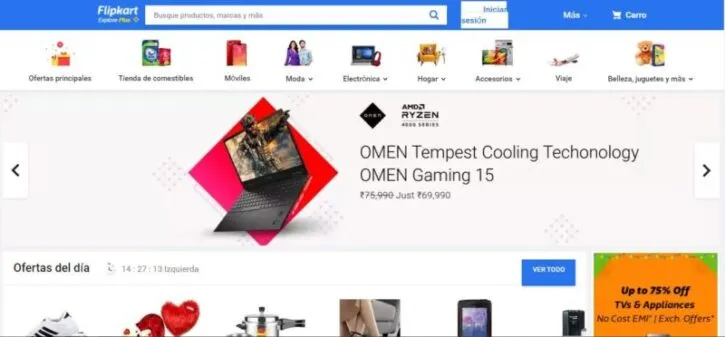 Flipkart
Explore Plus
Busque productos, marcas y más
Iniciar
sesión
Más
Carro
Ofertas principales
Tienda de comestibles
Móviles
Moda
Electrónica
Hogar
Accesorios
Viaje
Belleza, juguetes y más
OMEN
AMD
RYZEN
4000 SERIES
OMEN Tempest Cooling Techonology
OMEN Gaming 15
₹75,990 Just ₹69,990
Ofertas del día
14 : 27 : 13 Izquierda
VER TODO
Up to 75% Off
TVs & Appliances
No Cost EMI* | Exch. Offers*